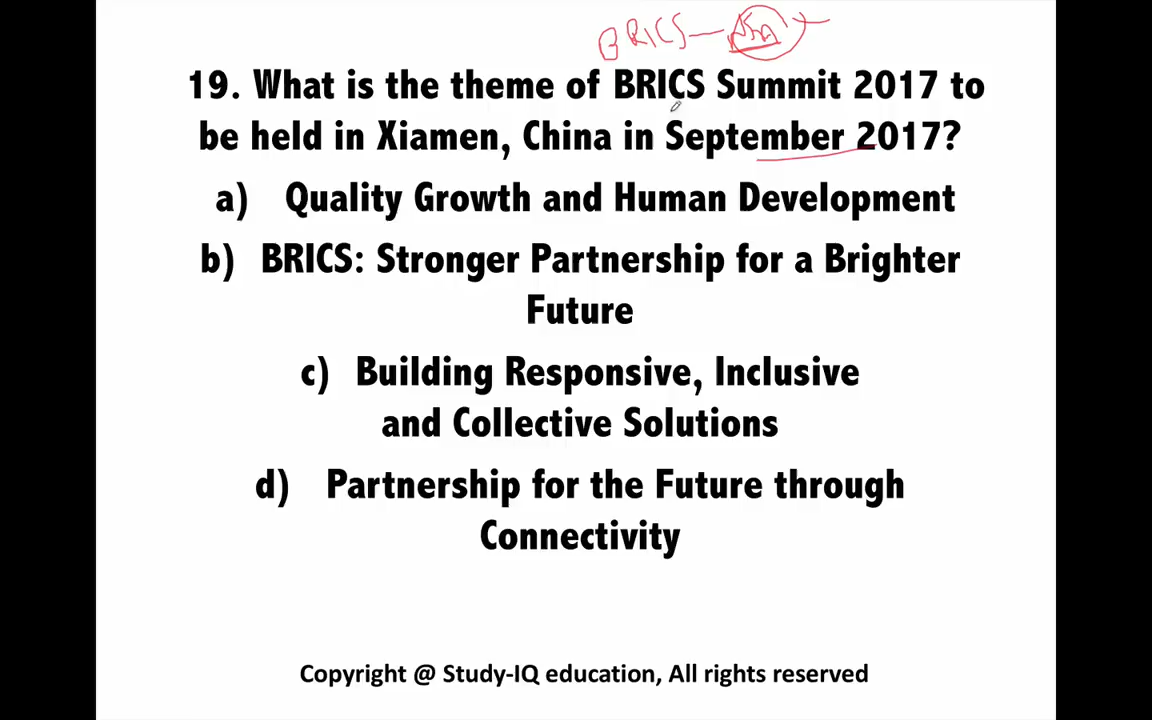 BRICS
19. What is the theme of BRICS Summit 2017 to
be held in Xiamen, China in September 2017?
a) Quality Growth and Human Development
b) BRICS: Stronger Partnership for a Brighter
Future
c) Building Responsive, Inclusive
and Collective Solutions
d) Partnership for the Future through
Connectivity
Copyright @ Study-IQ education, All rights reserved